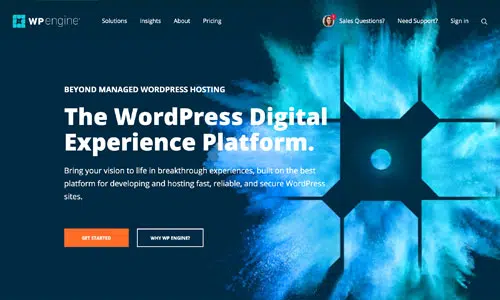 WP engine
Solutions
Insights
About
Pricing
Sales Questions?
Need Support?
Sign in
BEYOND MANAGED WORDPRESS HOSTING
The WordPress Digital
Experience Platform.
Bring your vision to life in breakthrough experiences, built on the best
platform for developing and hosting fast, reliable, and secure WordPress
sites.
GET STARTED
WHY WP ENGINE?